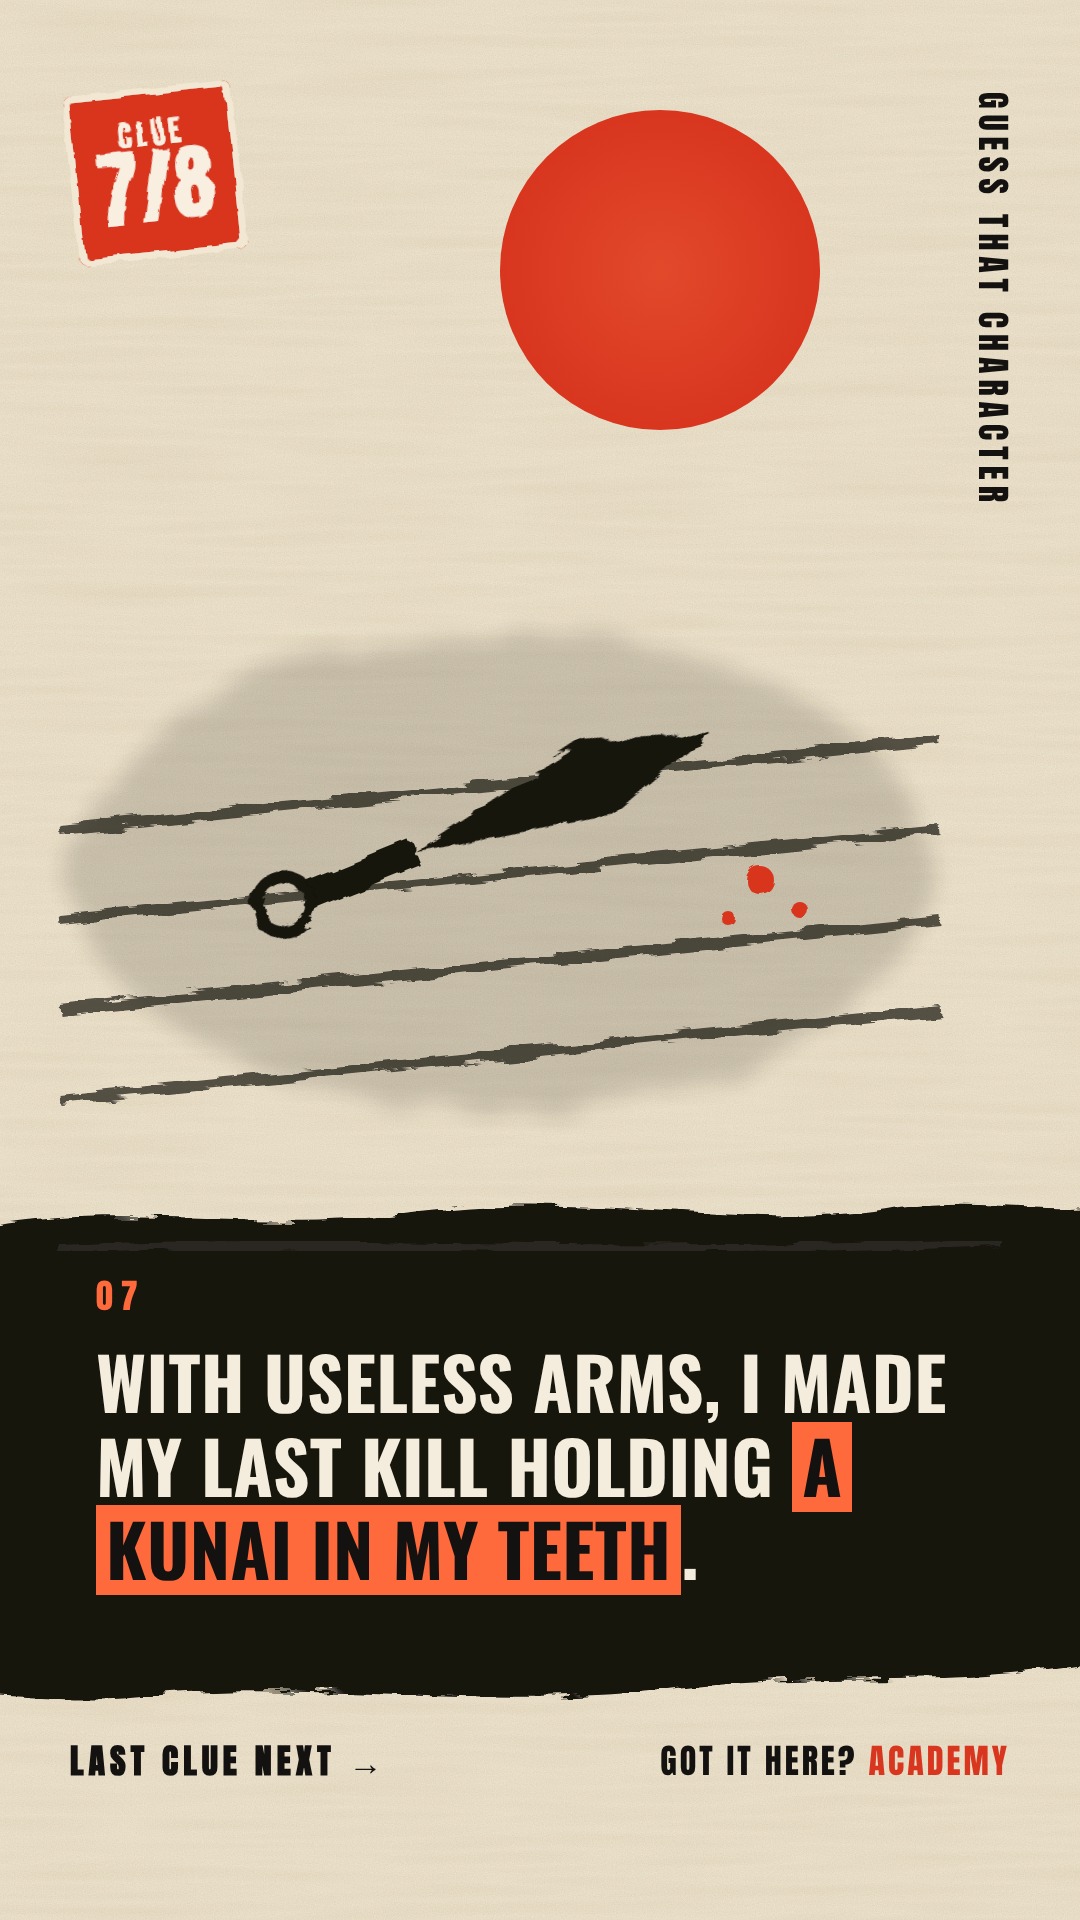 CLUE
7/8
GUESS THAT CHARACTER
07
WITH USELESS ARMS, I MADE
MY LAST KILL HOLDING A
KUNAI IN MY TEETH.
LAST CLUE NEXT →
GOT IT HERE? ACADEMY